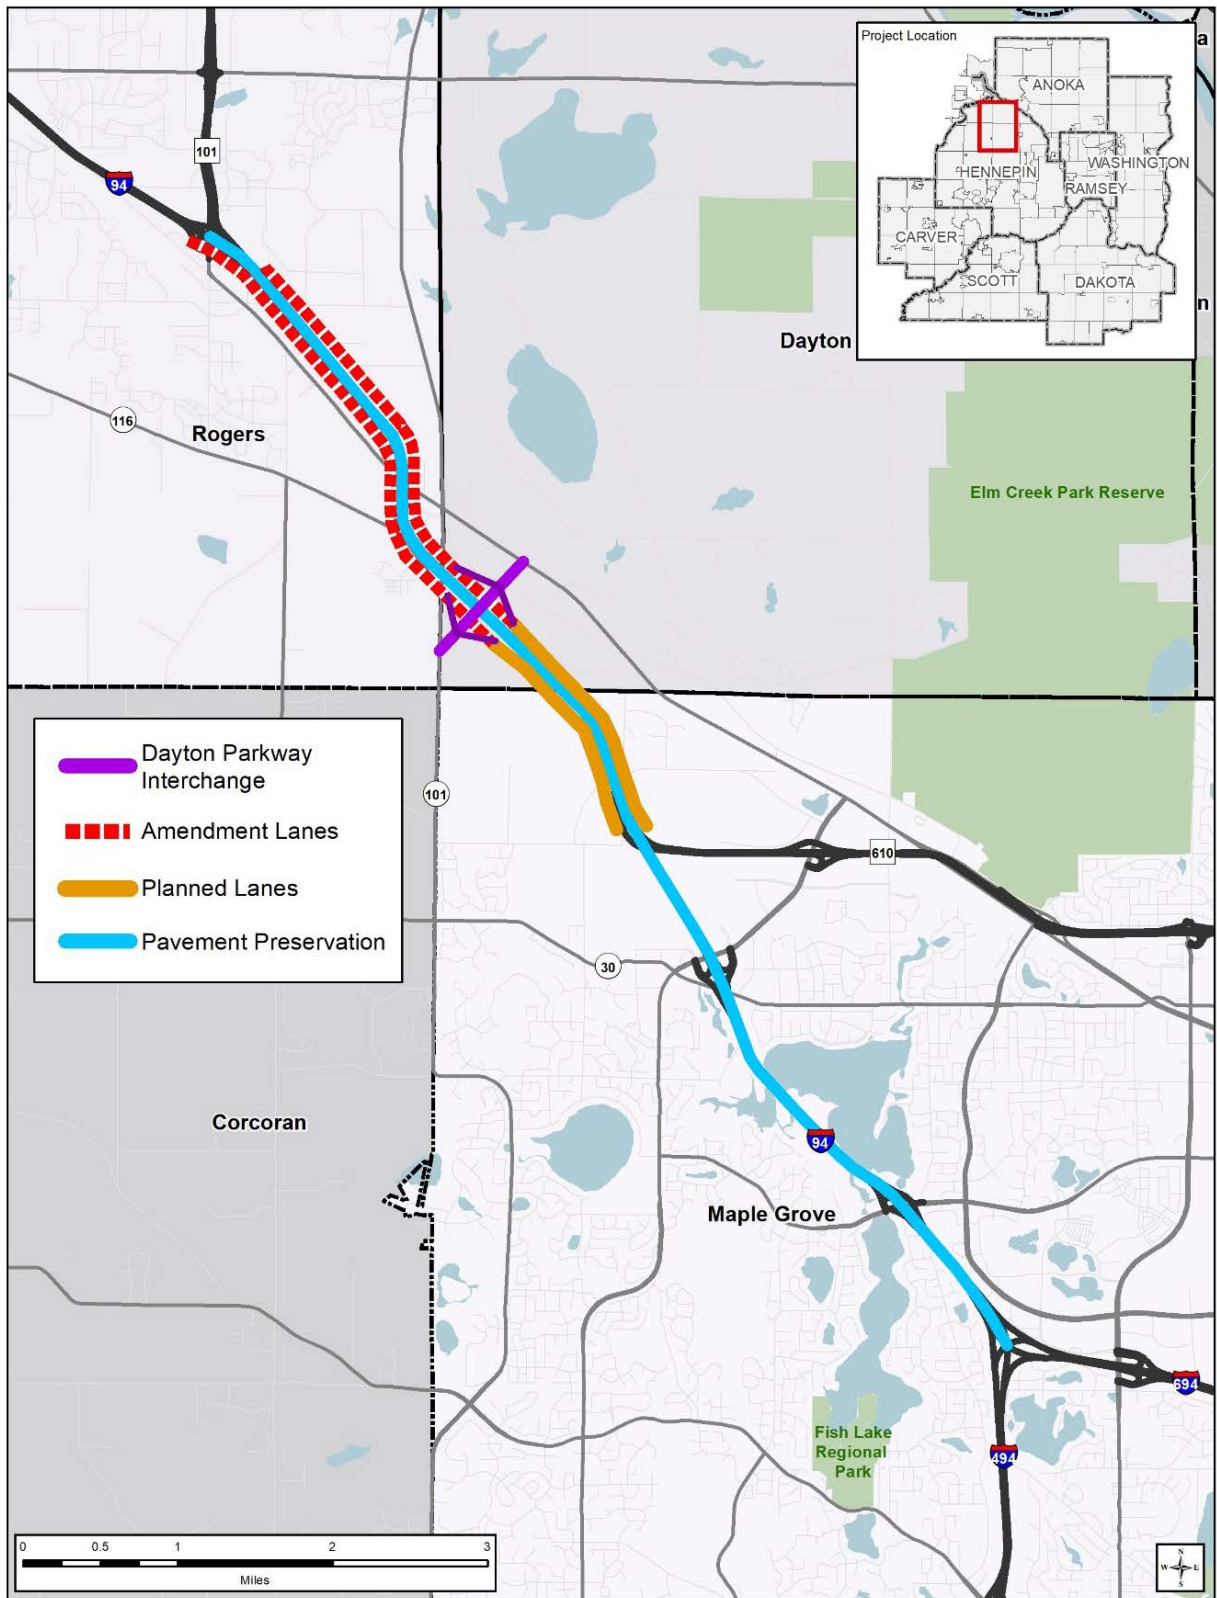 Project Location
a
ANOKA
WASHINGTON
HENNEPIN
RAMSEY
CARVER
SCOTT
DAKOTA
n
101
94
Dayton
116
Rogers
Elm Creek Park Reserve
Dayton Parkway
Interchange
Amendment Lanes
Planned Lanes
Pavement Preservation
101
610
30
Corcoran
94
Maple Grove
694
Fish Lake
Regional
Park
494
0 0.5 1 2 3
Miles
N
W E
S